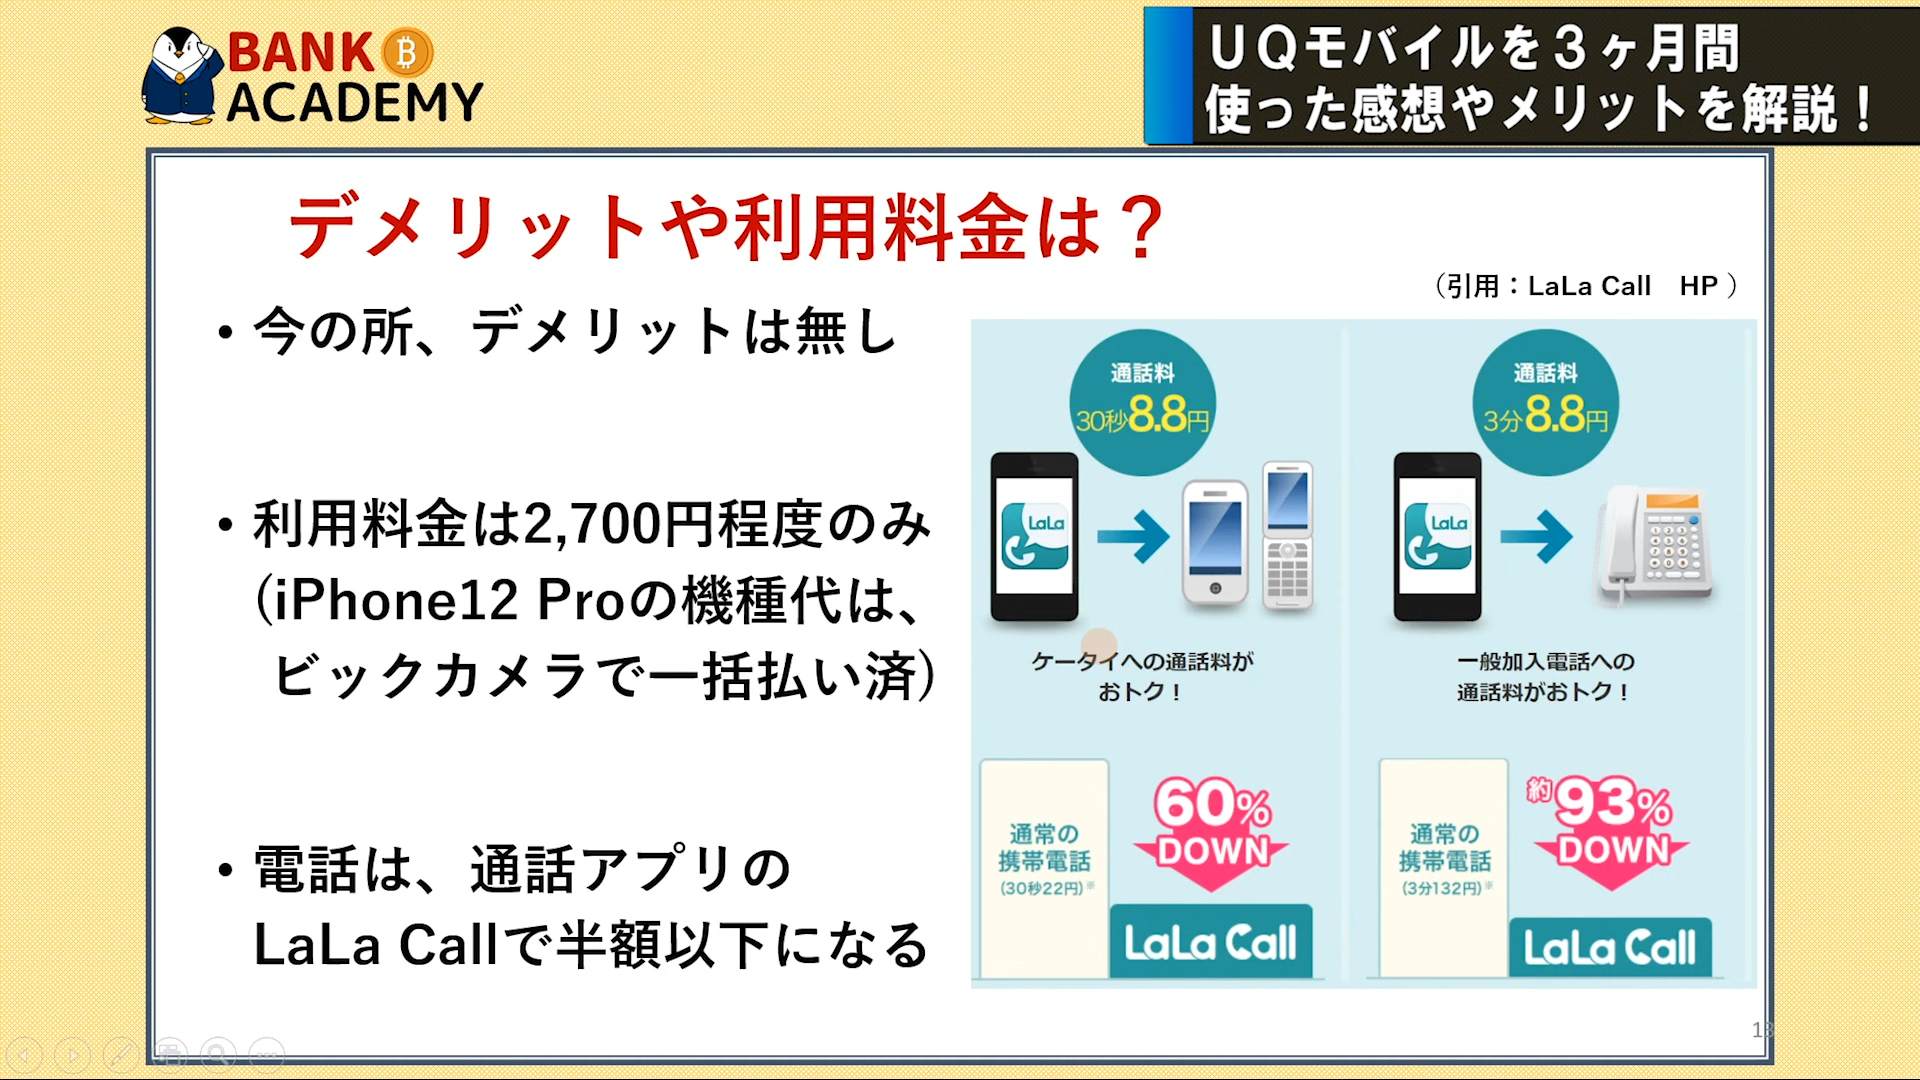 BANK
ACADEMY
UQモバイルを3ヶ月間
使った感想やメリットを解説！
デメリットや利用料金は？
（引用：LaLa Call　HP ）
• 今の所、デメリットは無し
• 利用料金は2,700円程度のみ
(iPhone12 Proの機種代は、
ビックカメラで一括払い済)
• 電話は、通話アプリの
LaLa Callで半額以下になる
通話料
30秒8.8円
LaLa
ケータイへの通話料が
おトク！
通常の
携帯電話
(30秒22円)※
60%
DOWN
LaLa Call
通話料
3分8.8円
LaLa
一般加入電話への
通話料がおトク！
通常の
携帯電話
(3分132円)※
約93%
DOWN
LaLa Call
13